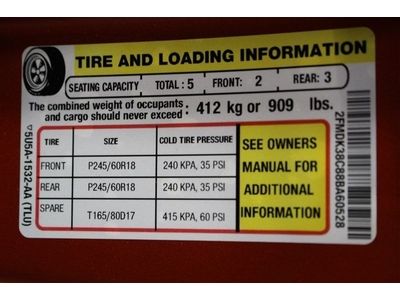 TIRE AND LOADING INFORMATION
SEATING CAPACITY TOTAL : 5 FRONT: 2 REAR: 3
The combined weight of occupants and cargo should never exceed : 412 kg or 909 lbs.
TIRE SIZE COLD TIRE PRESSURE
FRONT P245/60R18 240 KPA, 35 PSI
REAR P245/60R18 240 KPA, 35 PSI
SPARE T165/80D17 415 KPA, 60 PSI
SEE OWNERS
MANUAL FOR
ADDITIONAL
INFORMATION
5U5A-1532-AA (TLU)
2FMDK38C88BA60528